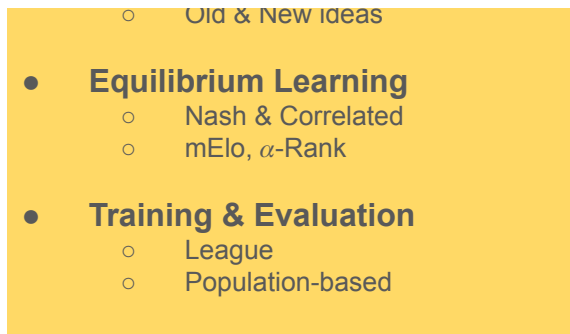 ○ Old & New ideas
● Equilibrium Learning
○ Nash & Correlated
○ mElo, α-Rank
● Training & Evaluation
○ League
○ Population-based